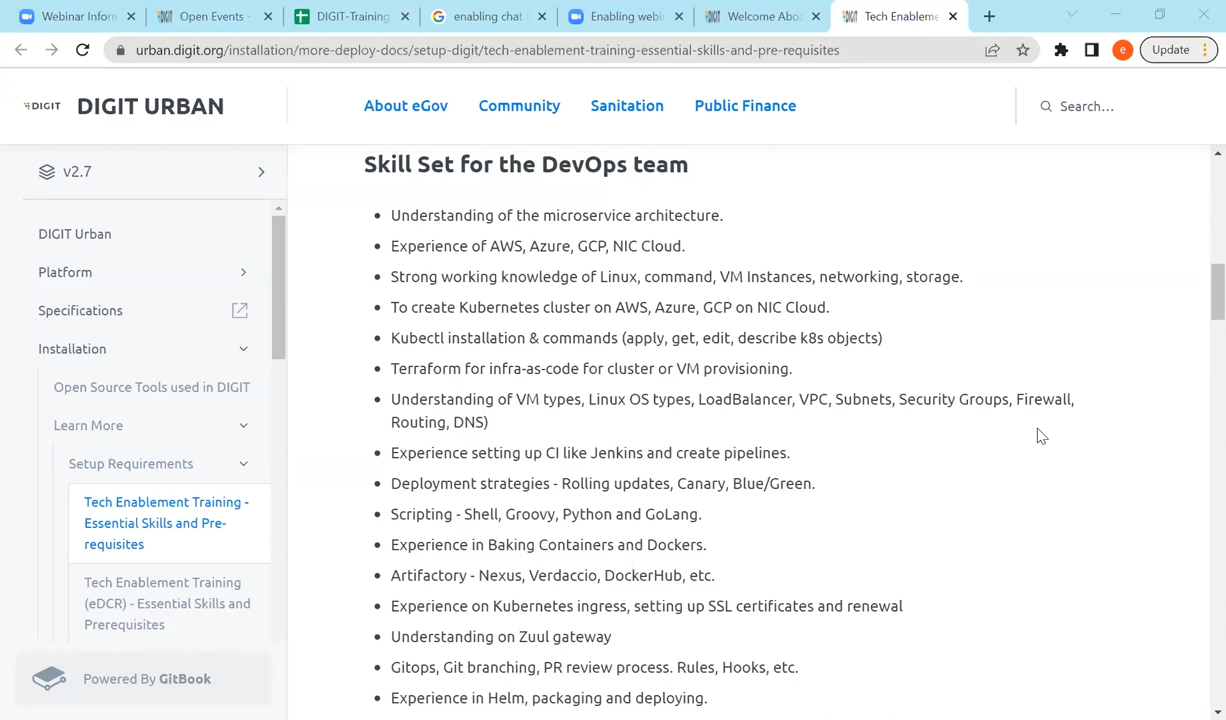 Webinar Infor
Open Events -
DIGIT-Training
enabling chat
Enabling webi
Welcome Aboa
Tech Enableme
urban.digit.org/installation/more-deploy-docs/setup-digit/tech-enablement-training-essential-skills-and-pre-requisites
e
Update
DIGIT
DIGIT URBAN
About eGov
Community
Sanitation
Public Finance
Search...
v2.7
DIGIT Urban
Platform
Specifications
Installation
Open Source Tools used in DIGIT
Learn More
Setup Requirements
Tech Enablement Training -
Essential Skills and Pre-
requisites
Tech Enablement Training
(eDCR) - Essential Skills and
Prerequisites
Powered By GitBook
Skill Set for the DevOps team
Understanding of the microservice architecture.
Experience of AWS, Azure, GCP, NIC Cloud.
Strong working knowledge of Linux, command, VM Instances, networking, storage.
To create Kubernetes cluster on AWS, Azure, GCP on NIC Cloud.
Kubectl installation & commands (apply, get, edit, describe k8s objects)
Terraform for infra-as-code for cluster or VM provisioning.
Understanding of VM types, Linux OS types, LoadBalancer, VPC, Subnets, Security Groups, Firewall,
Routing, DNS)
Experience setting up CI like Jenkins and create pipelines.
Deployment strategies - Rolling updates, Canary, Blue/Green.
Scripting - Shell, Groovy, Python and GoLang.
Experience in Baking Containers and Dockers.
Artifactory - Nexus, Verdaccio, DockerHub, etc.
Experience on Kubernetes ingress, setting up SSL certificates and renewal
Understanding on Zuul gateway
Gitops, Git branching, PR review process. Rules, Hooks, etc.
Experience in Helm, packaging and deploying.